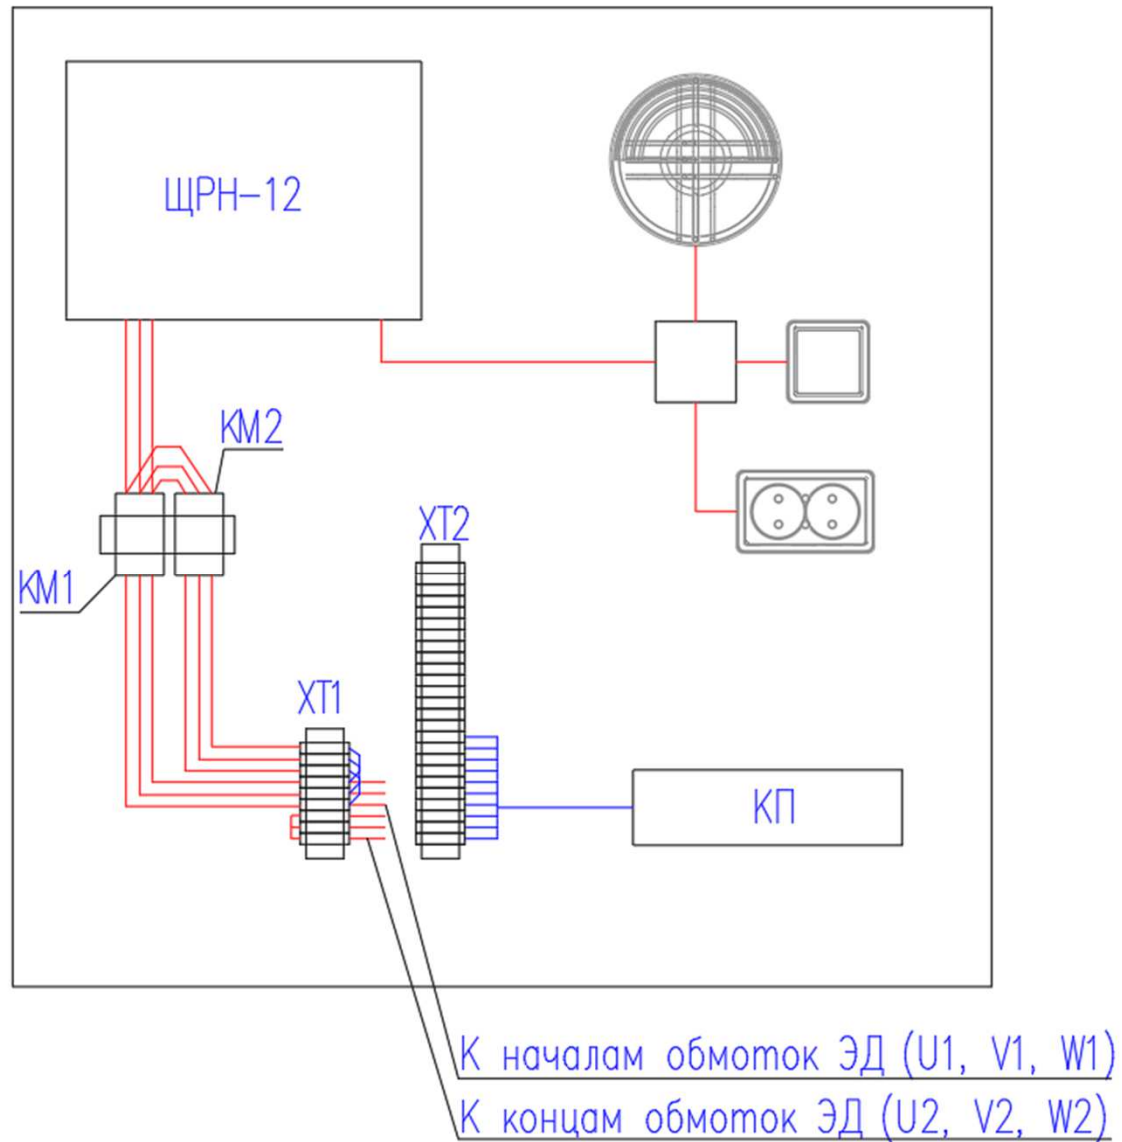 ЩРН-12
КМ2
ХТ2
КМ1
ХТ1
КП
К началам обмоток ЭД (U1, V1, W1)
К концам обмоток ЭД (U2, V2, W2)